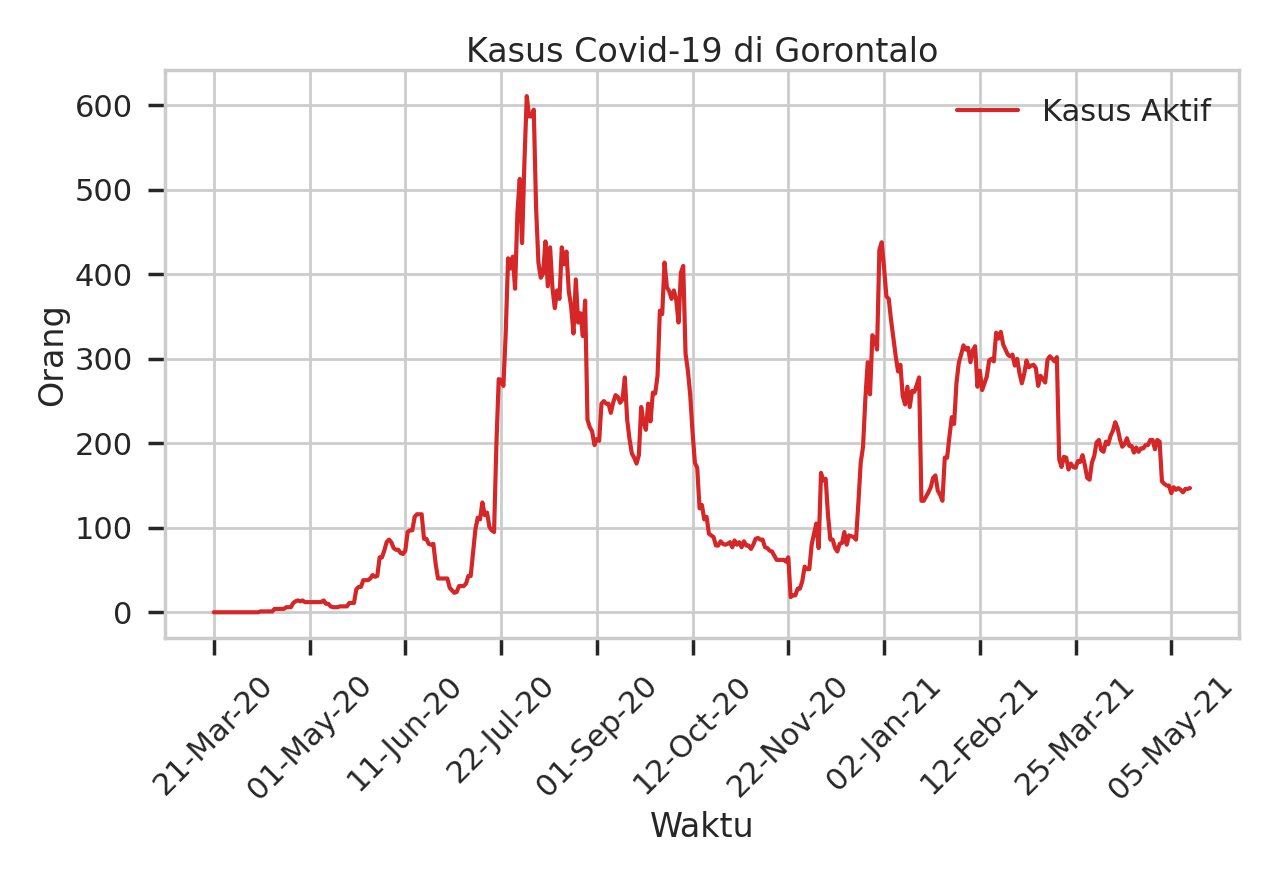 Kasus Covid-19 di Gorontalo
Kasus Aktif
Orang
600
500
400
300
200
100
0
21-Mar-20
01-May-20
11-Jun-20
22-Jul-20
01-Sep-20
12-Oct-20
22-Nov-20
02-Jan-21
12-Feb-21
25-Mar-21
05-May-21
Waktu